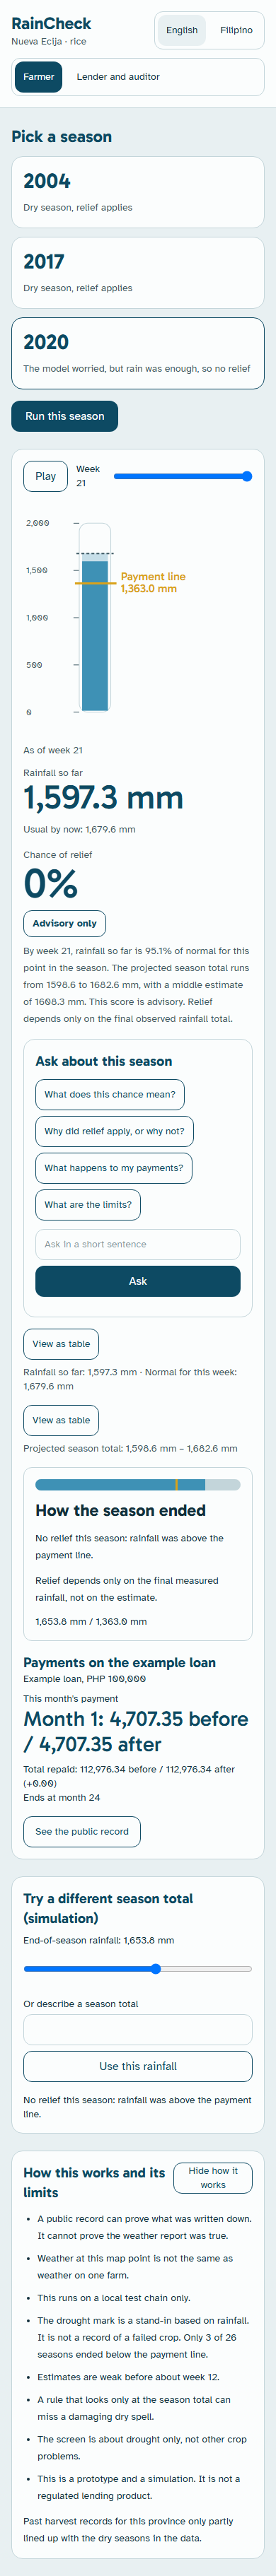 RainCheck
Nueva Ecija · rice
English
Filipino
Farmer
Lender and auditor
Pick a season
2004
Dry season, relief applies
2017
Dry season, relief applies
2020
The model worried, but rain was enough, so no relief
Run this season
Play
Week
21
2,000
1,500
1,000
500
0
Payment line
1,363.0 mm
As of week 21
Rainfall so far
1,597.3 mm
Usual by now: 1,679.6 mm
Chance of relief
0%
Advisory only
By week 21, rainfall so far is 95.1% of normal for this
point in the season. The projected season total runs
from 1598.6 to 1682.6 mm, with a middle estimate
of 1608.3 mm. This score is advisory. Relief
depends only on the final observed rainfall total.
Ask about this season
What does this chance mean?
Why did relief apply, or why not?
What happens to my payments?
What are the limits?
Ask in a short sentence
Ask
View as table
Rainfall so far: 1,597.3 mm · Normal for this week:
1,679.6 mm
View as table
Projected season total: 1,598.6 mm – 1,682.6 mm
How the season ended
No relief this season: rainfall was above the
payment line.
Relief depends only on the final measured
rainfall, not on the estimate.
1,653.8 mm / 1,363.0 mm
Payments on the example loan
Example loan, PHP 100,000
This month's payment
Month 1: 4,707.35 before
/ 4,707.35 after
Total repaid: 112,976.34 before / 112,976.34 after
(+0.00)
Ends at month 24
See the public record
Try a different season total
(simulation)
End-of-season rainfall: 1,653.8 mm
Or describe a season total
Use this rainfall
No relief this season: rainfall was above the payment
line.
How this works and its
limits
Hide how it
works
• A public record can prove what was written down.
It cannot prove the weather report was true.
• Weather at this map point is not the same as
weather on one farm.
• This runs on a local test chain only.
• The drought mark is a stand-in based on rainfall.
It is not a record of a failed crop. Only 3 of 26
seasons ended below the payment line.
• Estimates are weak before about week 12.
• A rule that looks only at the season total can
miss a damaging dry spell.
• The screen is about drought only, not other crop
problems.
• This is a prototype and a simulation. It is not a
regulated lending product.
Past harvest records for this province only partly
lined up with the dry seasons in the data.